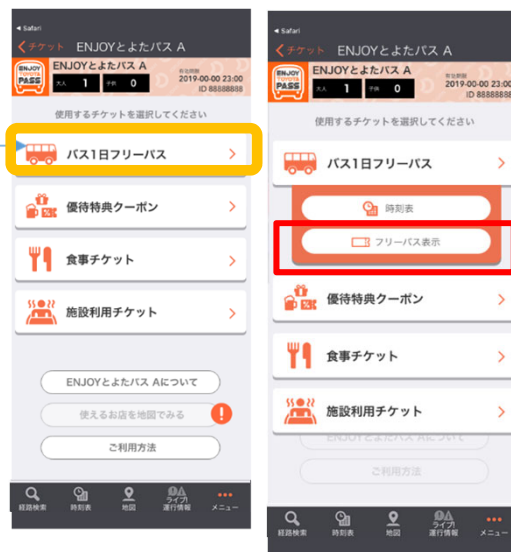 Safari
チケット ENJOYとよたパス A
ENJOY TOYOTA PASS
ENJOYとよたパス A
大人 1 子供 0
有効期限
2019-00-00 23:00
ID 88888888
使用するチケットを選択してください
バス1日フリーパス
優待特典クーポン
食事チケット
施設利用チケット
ENJOYとよたパス Aについて
使えるお店を地図でみる
ご利用方法
経路検索 時刻表 地図 ライブ!運行情報 メニュー
Safari
チケット ENJOYとよたパス A
ENJOY TOYOTA PASS
ENJOYとよたパス A
大人 1 子供 0
有効期限
2019-00-00 23:00
ID 88888888
使用するチケットを選択してください
バス1日フリーパス
時刻表
フリーパス表示
優待特典クーポン
食事チケット
施設利用チケット
ENJOYとよたパス Aについて
ご利用方法
経路検索 時刻表 地図 ライブ!運行情報 メニュー